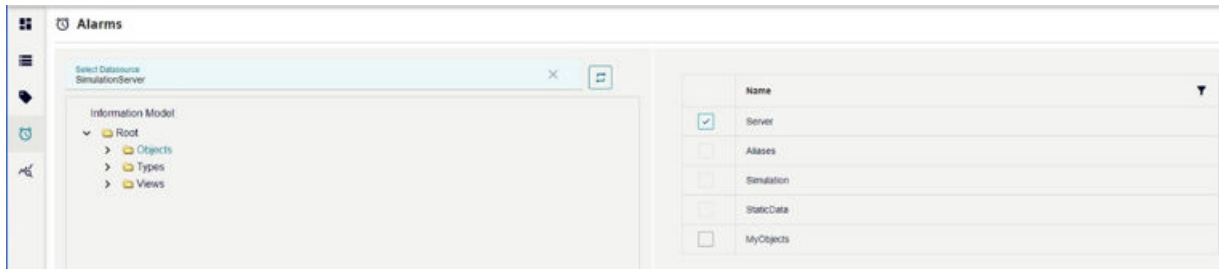 Alarms
Select Datasource
SimulationServer
Information Model
Root
Objects
Types
Views
Name
Server
Aliases
Simulation
StaticData
MyObjects